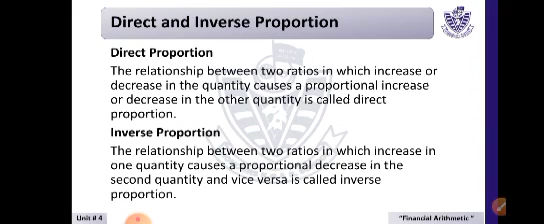 Direct and Inverse Proportion
Direct Proportion
The relationship between two ratios in which increase or
decrease in the quantity causes a proportional increase
or decrease in the other quantity is called direct
proportion.
Inverse Proportion
The relationship between two ratios in which increase in
one quantity causes a proportional decrease in the
second quantity and vice versa is called inverse
proportion.
Unit # 4
"Financial Arithmetic "